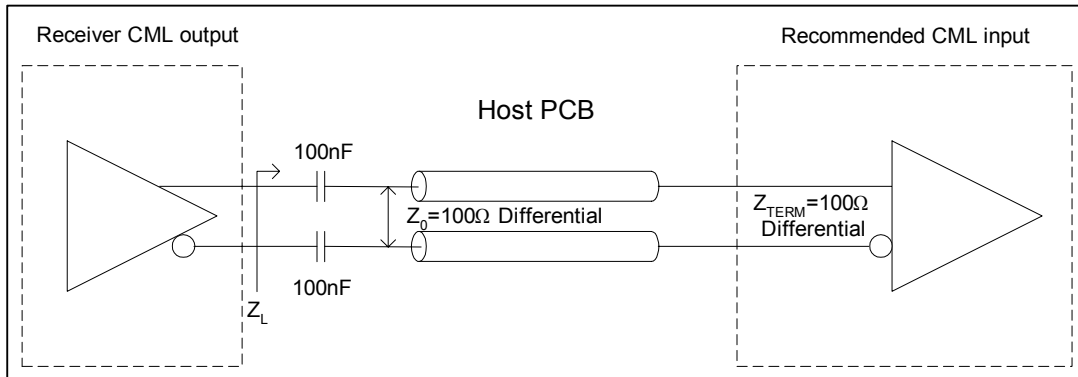 Receiver CML output
Recommended CML input
Host PCB
100nF
Z0=100Ω Differential
ZTERM=100Ω
Differential
100nF
ZL